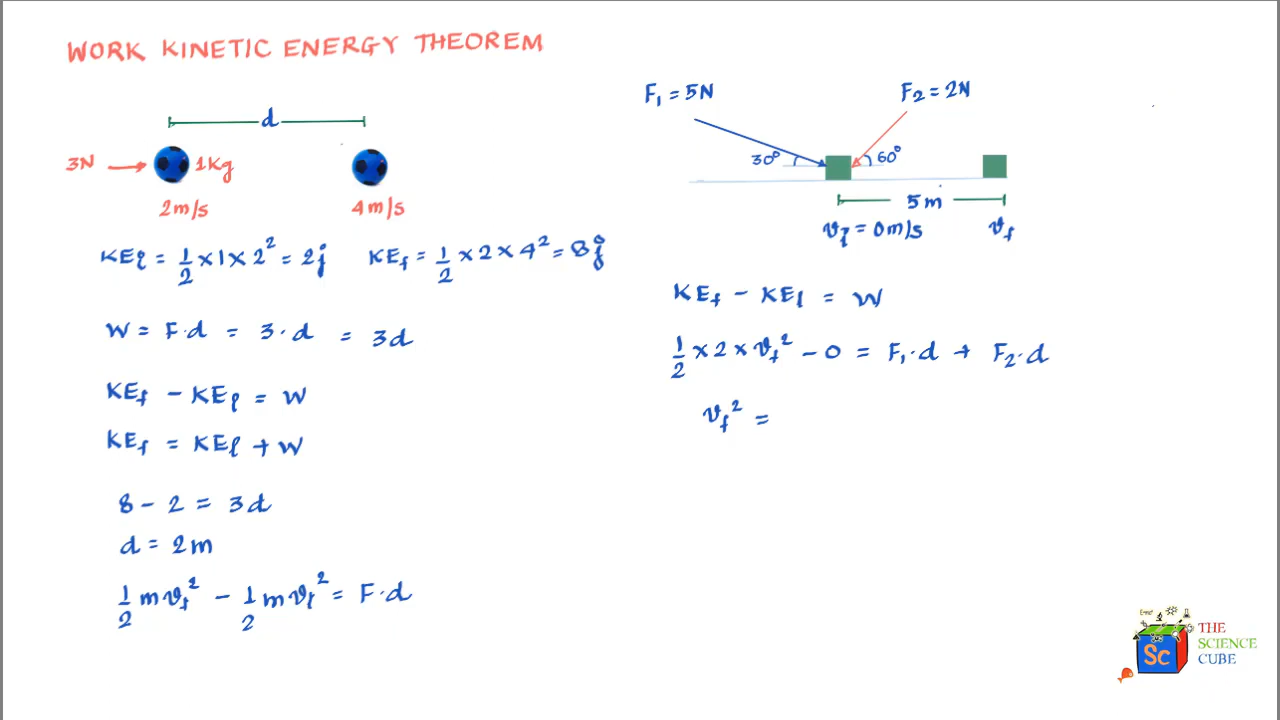 WORK KINETIC ENERGY THEOREM
d
3N
1Kg
2m/s
4m/s
KEi = 1/2 × 1 × 2² = 2j
KEf = 1/2 × 2 × 4² = 8j
W = F·d = 3·d = 3d
KEf - KEi = W
KEf = KEi + W
8 - 2 = 3d
d = 2m
1/2 mvf² - 1/2 mvi² = F·d
F₁ = 5N
F₂ = 2N
30°
60°
5m
vi = 0m/s
vf
KEf - KEi = W
1/2 × 2 × vf² - 0 = F₁·d + F₂·d
vf² =
Sc
THE
SCIENCE
CUBE